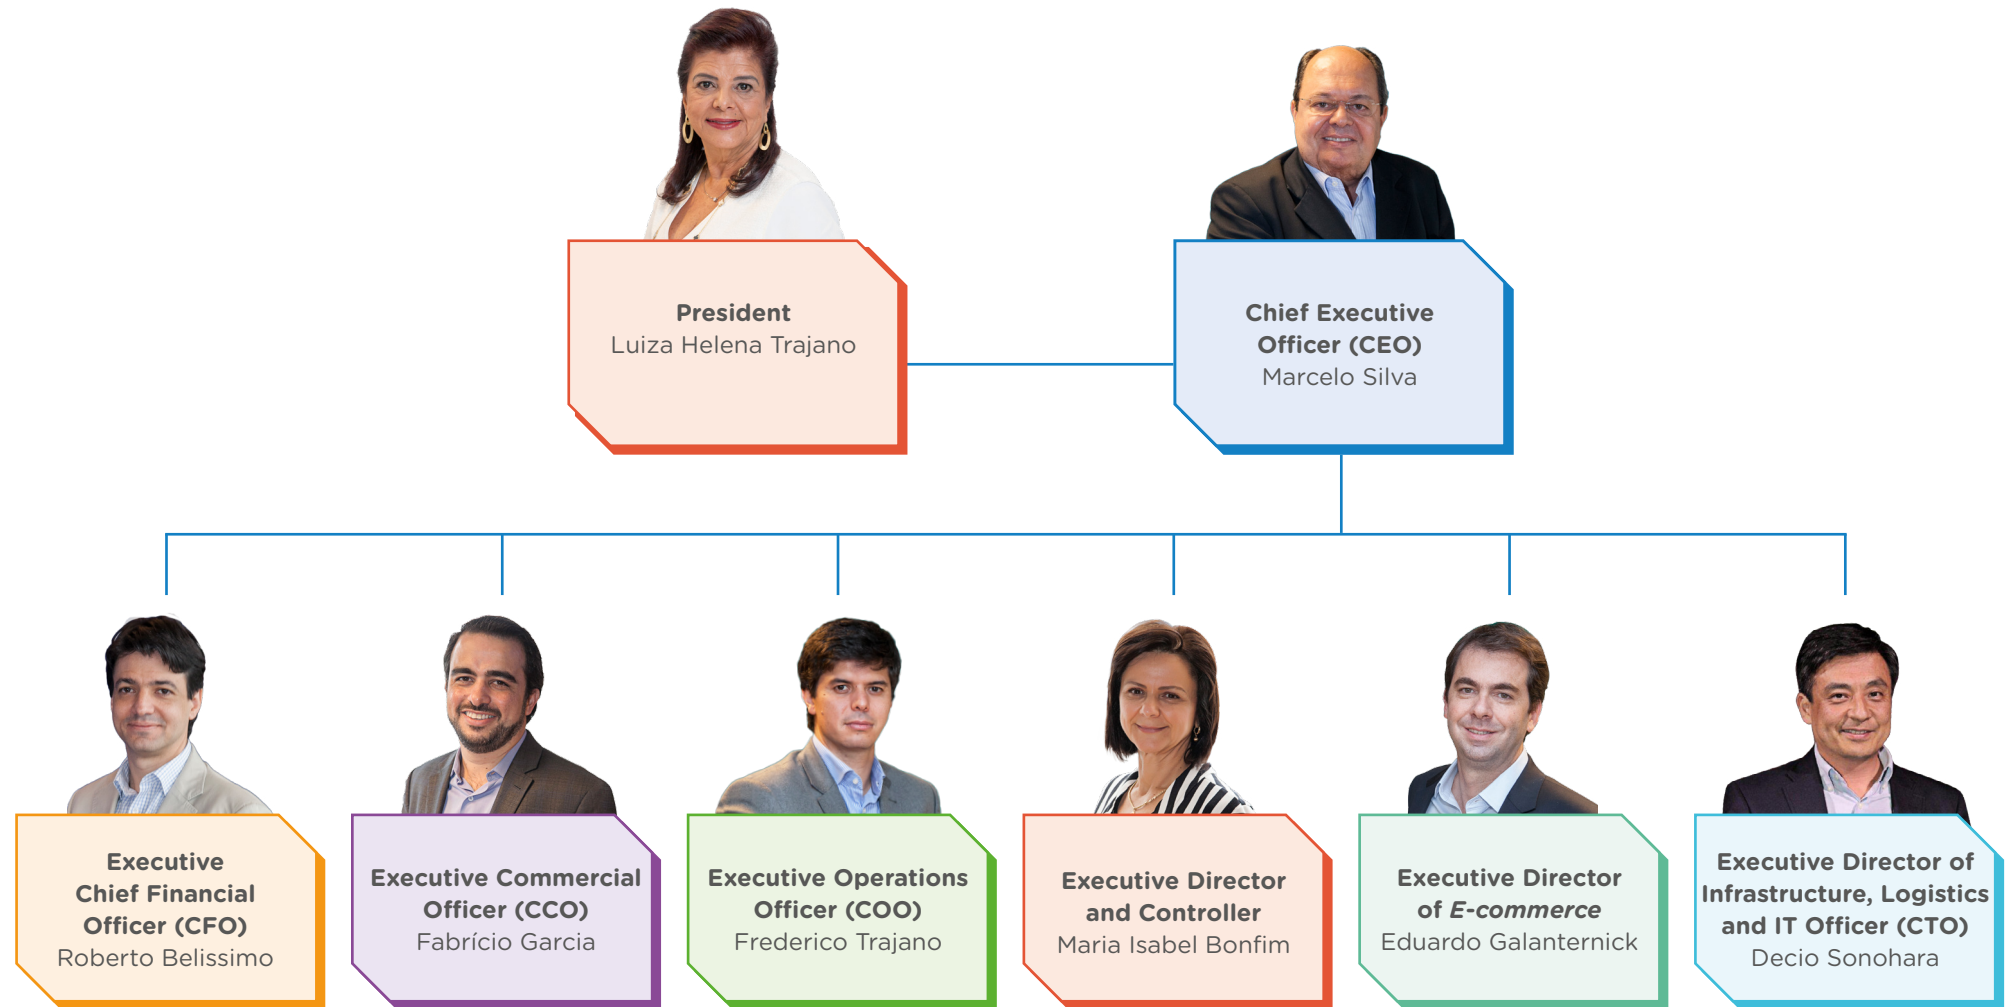 President
Luiza Helena Trajano
Chief Executive
Officer (CEO)
Marcelo Silva
Executive
Chief Financial
Officer (CFO)
Roberto Belissimo
Executive Commercial
Officer (CCO)
Fabrício Garcia
Executive Operations
Officer (COO)
Frederico Trajano
Executive Director
and Controller
Maria Isabel Bonfim
Executive Director
of E-commerce
Eduardo Galanternick
Executive Director of
Infrastructure, Logistics
and IT Officer (CTO)
Decio Sonohara